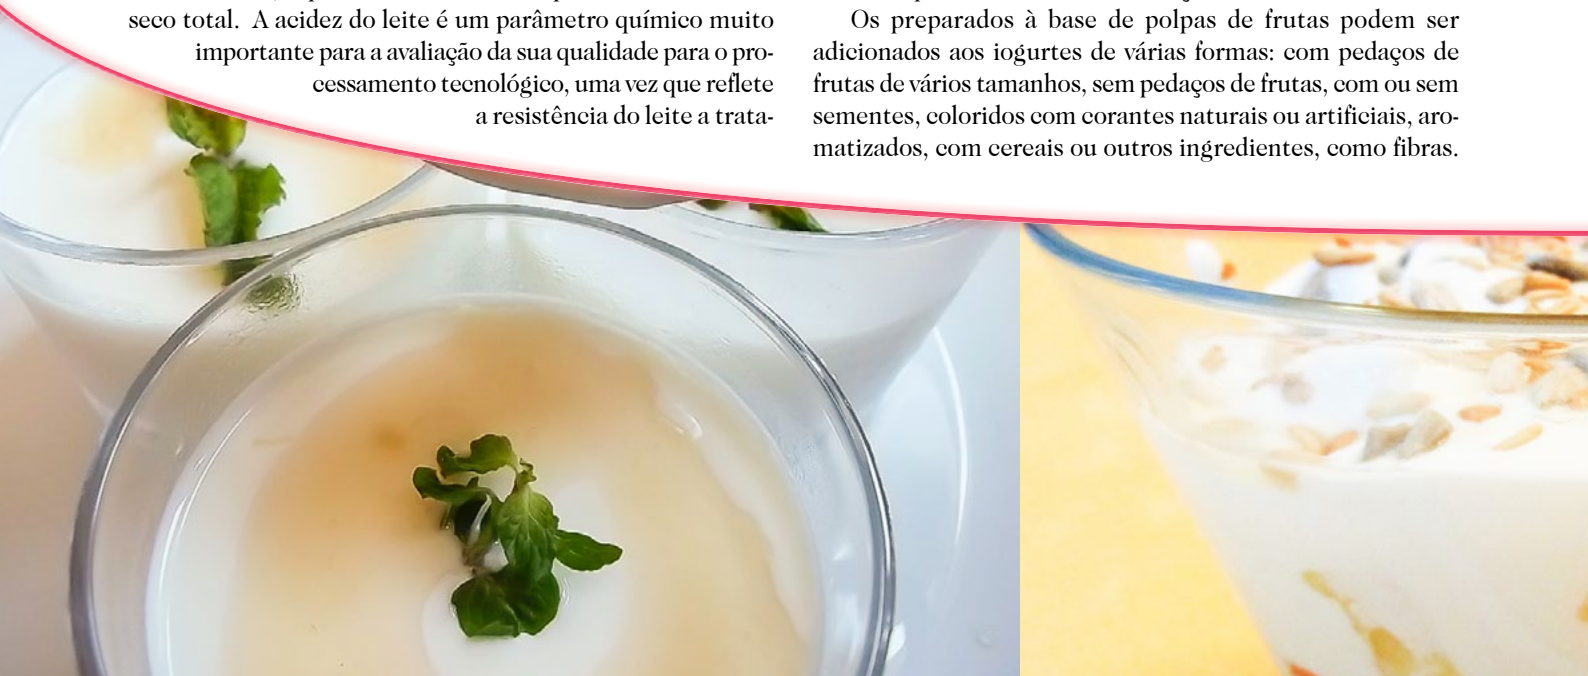 seco total. A acidez do leite é um parâmetro químico muito
importante para a avaliação da sua qualidade para o pro-
cessamento tecnológico, uma vez que reflete
a resistência do leite a trata-
Os preparados à base de polpas de frutas podem ser
adicionados aos iogurtes de várias formas: com pedaços de
frutas de vários tamanhos, sem pedaços de frutas, com ou sem
sementes, coloridos com corantes naturais ou artificiais, aro-
matizados, com cereais ou outros ingredientes, como fibras.